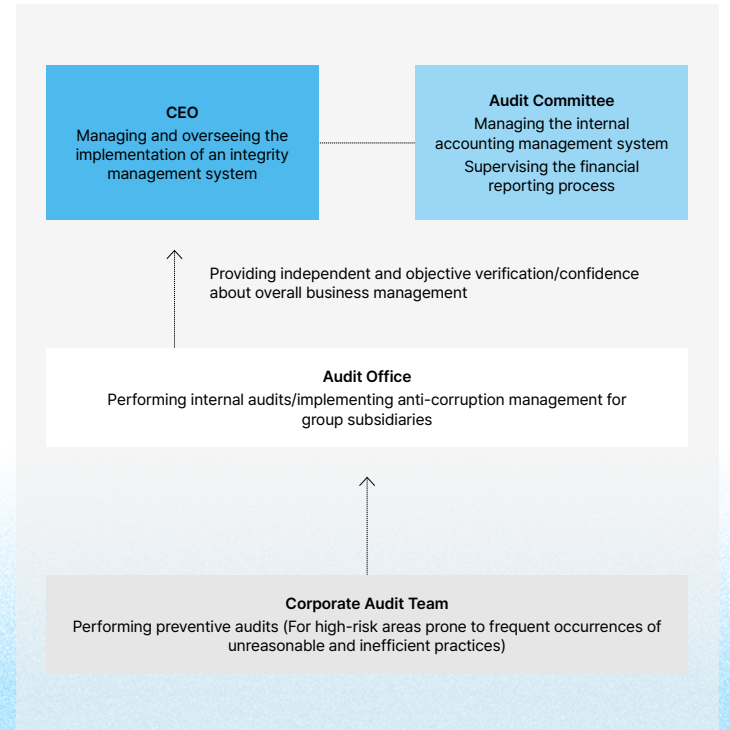 CEO
Managing and overseeing the
implementation of an integrity
management system
Audit Committee
Managing the internal
accounting management system
Supervising the financial
reporting process
Providing independent and objective verification/confidence
about overall business management
Audit Office
Performing internal audits/implementing anti-corruption management for
group subsidiaries
Corporate Audit Team
Performing preventive audits (For high-risk areas prone to frequent occurrences of
unreasonable and inefficient practices)